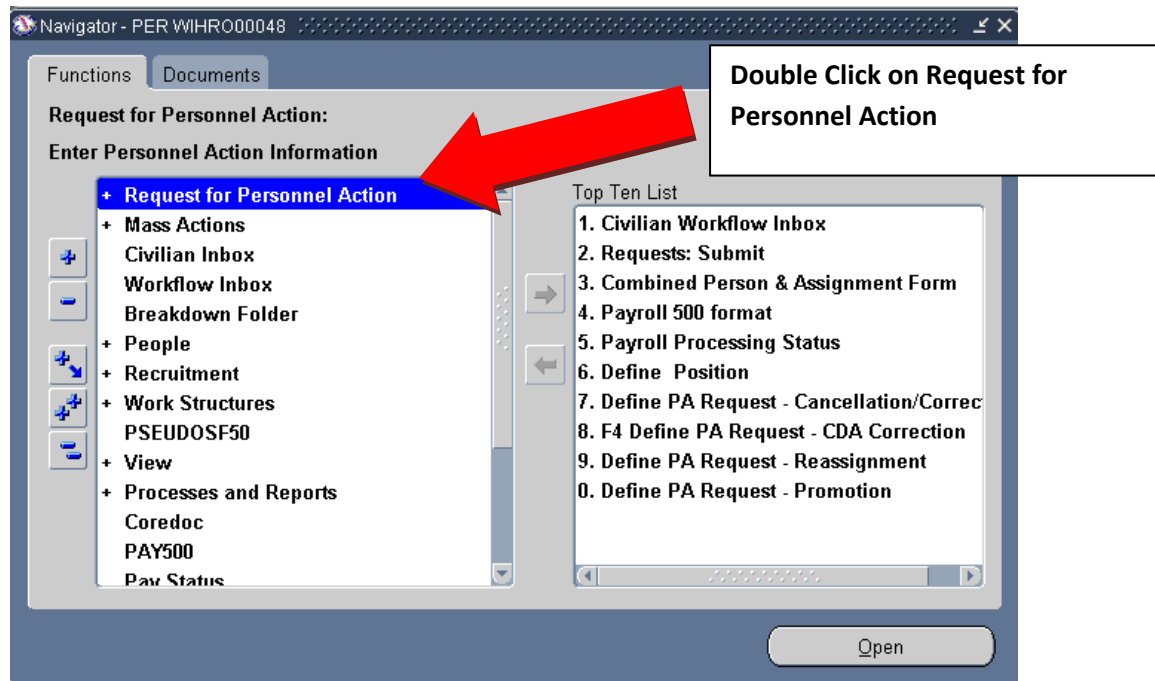 Navigator - PER WIHRO00048
Functions
Documents
Double Click on Request for
Personnel Action
Request for Personnel Action:
Enter Personnel Action Information
+ Request for Personnel Action
+ Mass Actions
Civilian Inbox
Workflow Inbox
Breakdown Folder
+ People
+ Recruitment
+ Work Structures
PSEUDOSF50
+ View
+ Processes and Reports
Coredoc
PAY500
Pay Status
Top Ten List
1. Civilian Workflow Inbox
2. Requests: Submit
3. Combined Person & Assignment Form
4. Payroll 500 format
5. Payroll Processing Status
6. Define  Position
7. Define PA Request - Cancellation/Correc
8. F4 Define PA Request - CDA Correction
9. Define PA Request - Reassignment
0. Define PA Request - Promotion
Open